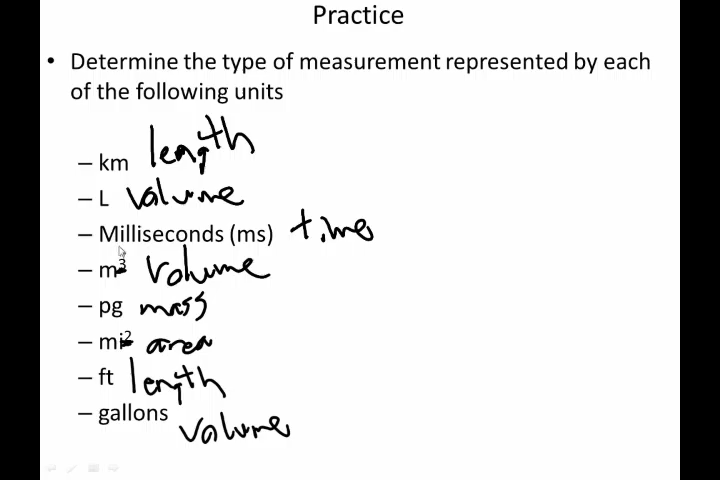 Practice
• Determine the type of measurement represented by each
of the following units
– km length
– L volume
– Milliseconds (ms) time
– m³ volume
– pg mass
– mi² area
– ft length
– gallons volume